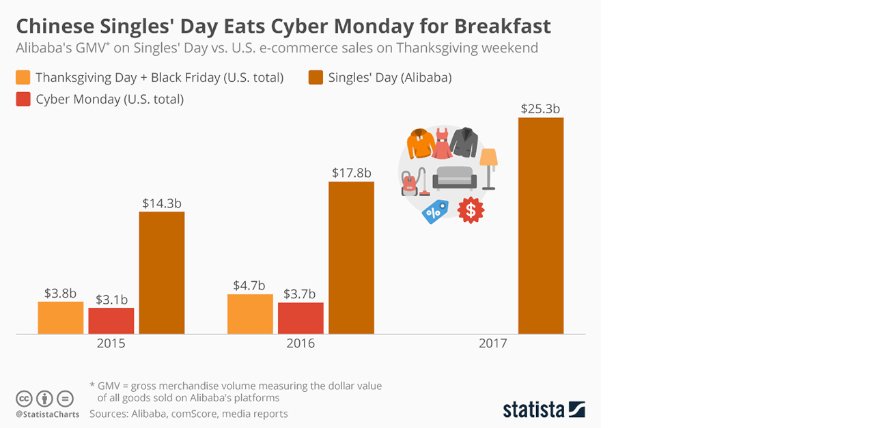 Chinese Singles' Day Eats Cyber Monday for Breakfast
Alibaba's GMV* on Singles' Day vs. U.S. e-commerce sales on Thanksgiving weekend
Thanksgiving Day + Black Friday (U.S. total)
Singles' Day (Alibaba)
Cyber Monday (U.S. total)
$25.3b
$17.8b
$14.3b
%
$
$3.8b
$3.1b
$4.7b
$3.7b
2015
2016
2017
* GMV = gross merchandise volume measuring the dollar value
of all goods sold on Alibaba's platforms
cc
@StatistaCharts
Sources: Alibaba, comScore, media reports
statista